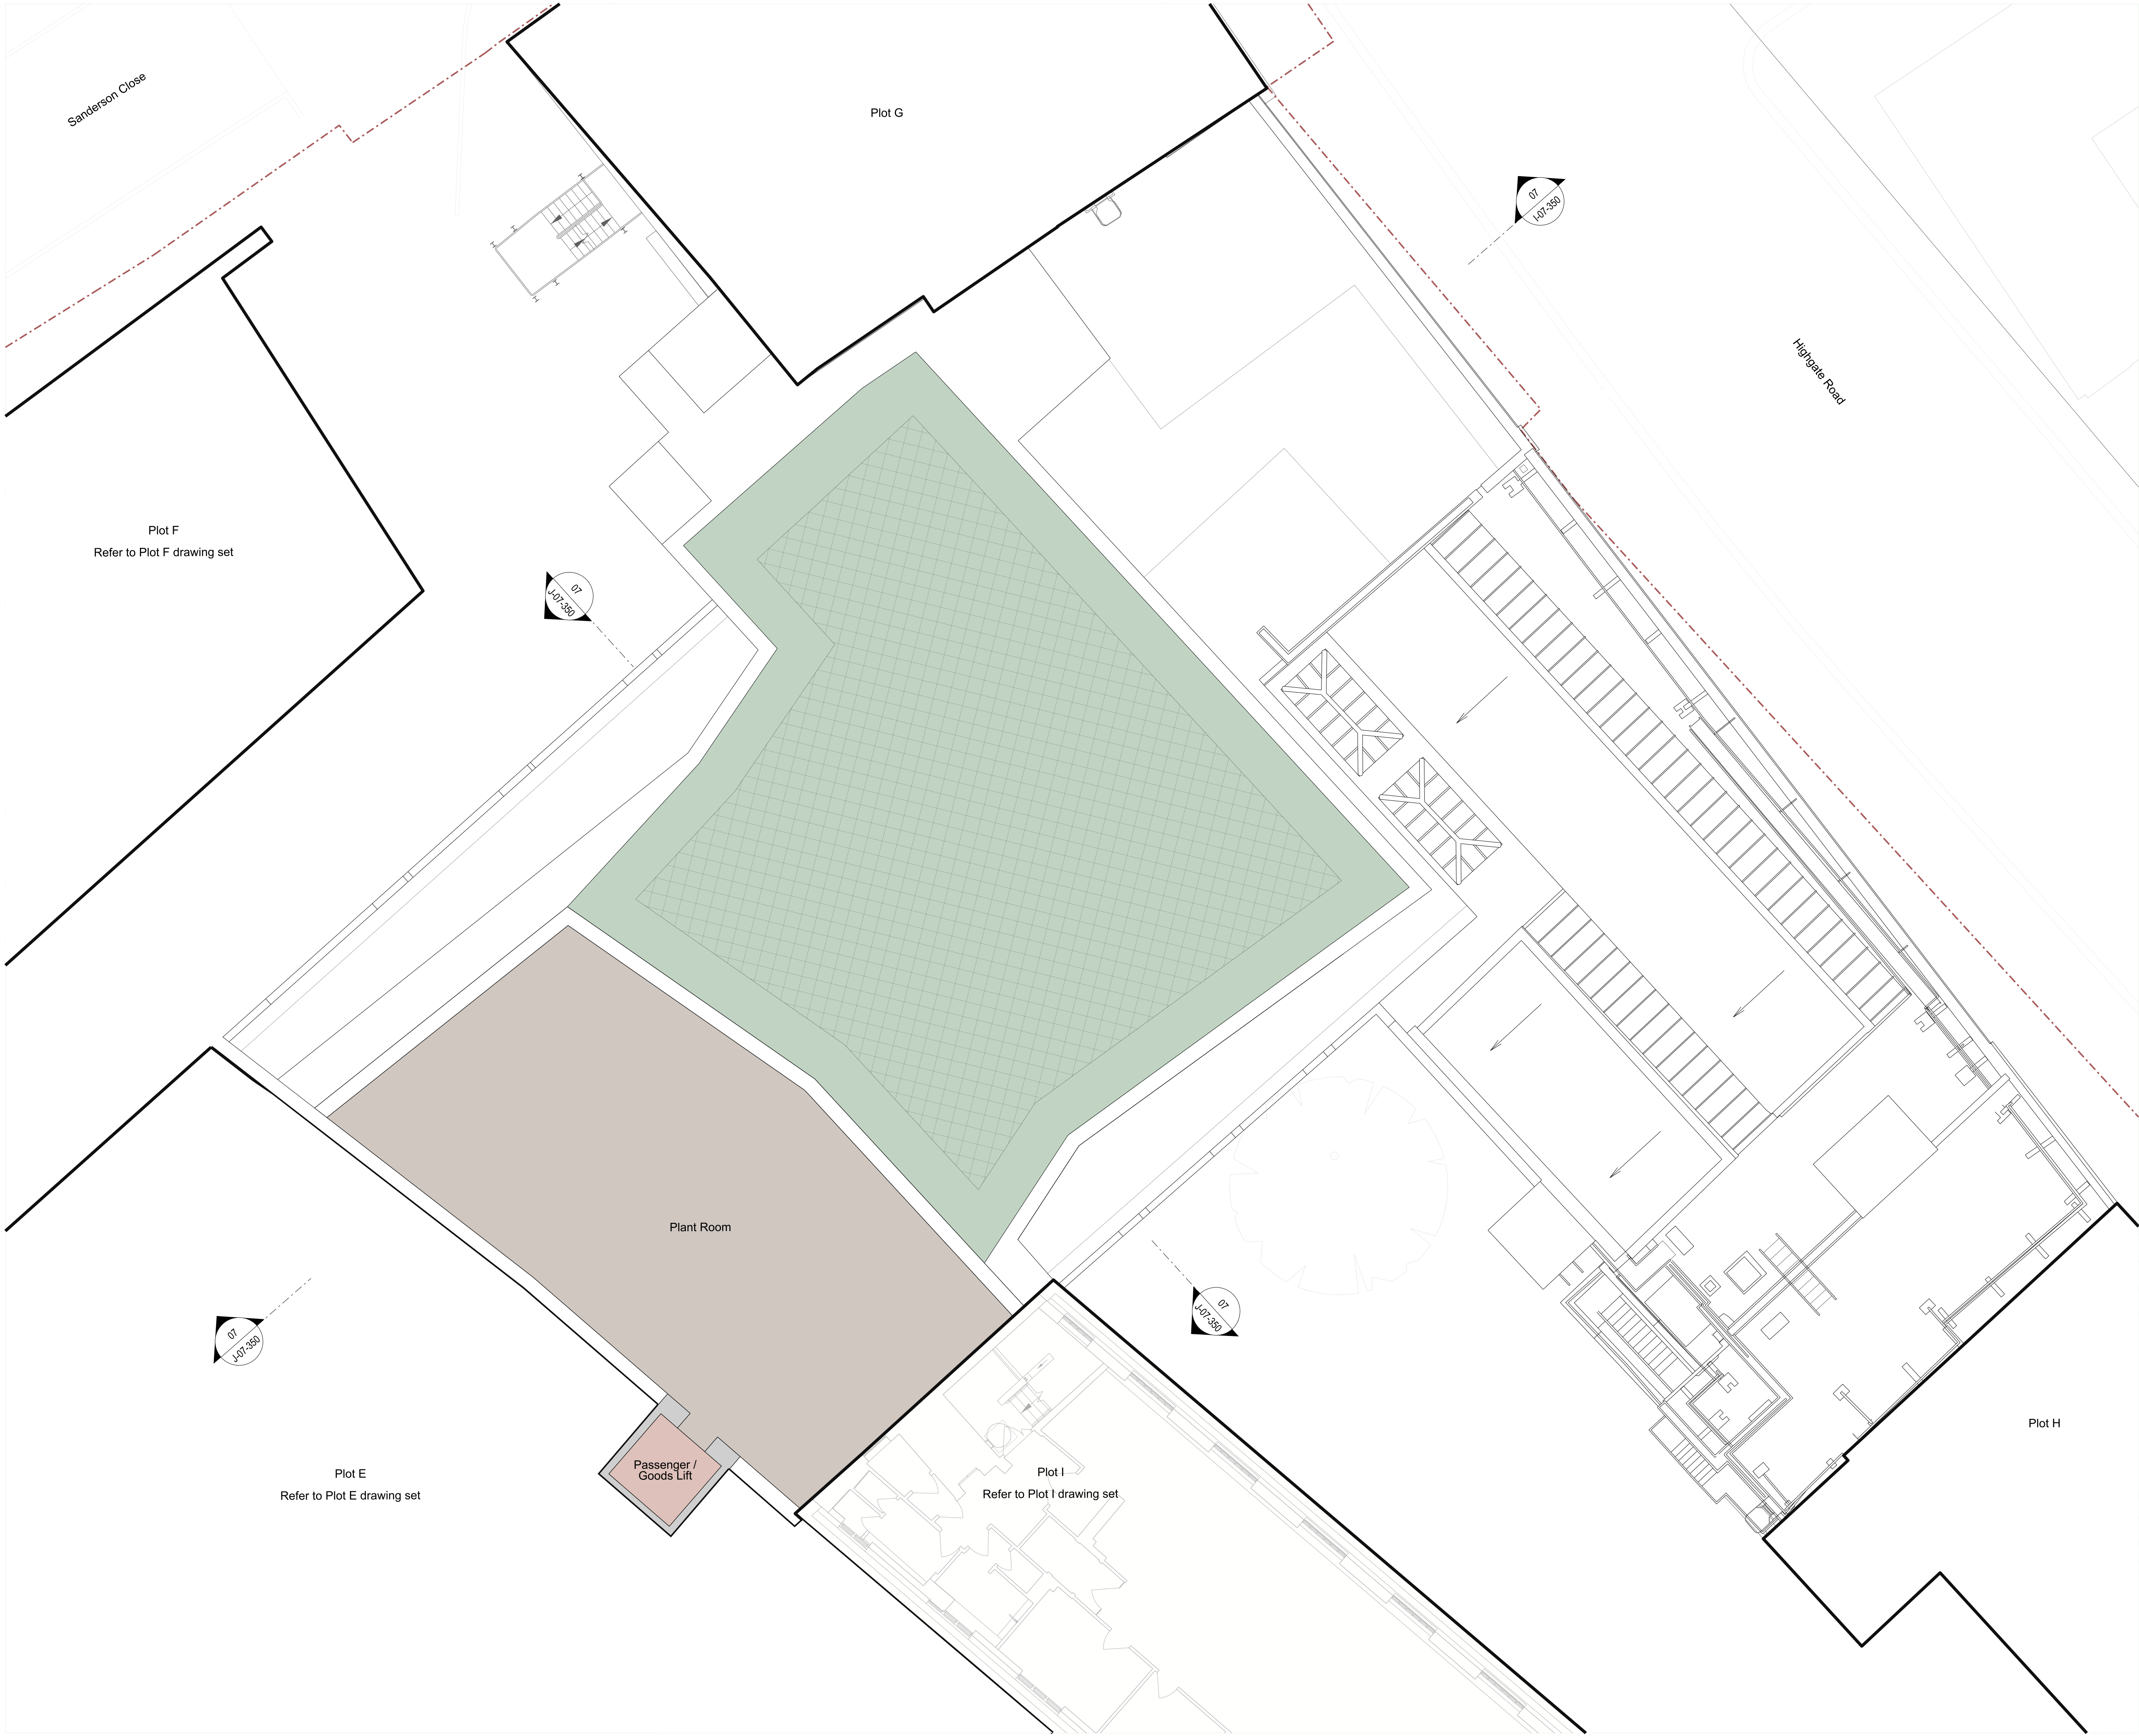 Sanderson Close
Plot G
07
I-07-350
Highgate Road
Plot F
Refer to Plot F drawing set
07
J-07-350
Plant Room
07
J-07-350
07
J-07-350
Plot H
Passenger /
Goods Lift
Plot E
Refer to Plot E drawing set
Plot I
Refer to Plot I drawing set